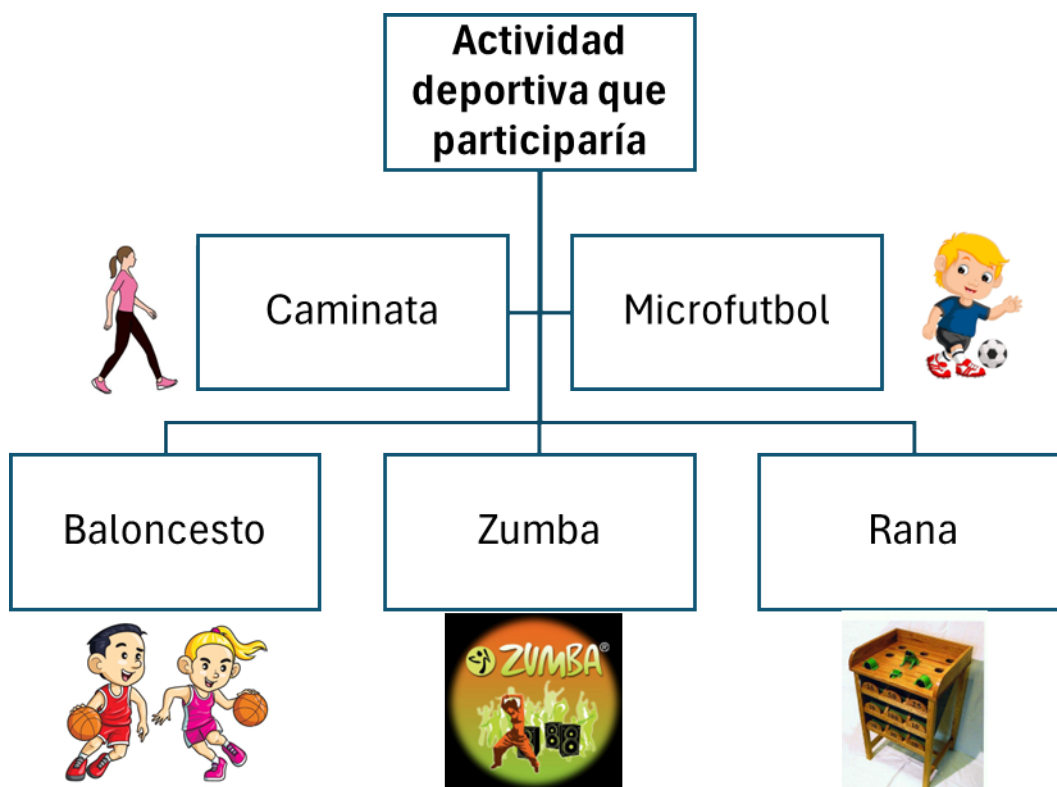 Actividad
deportiva que
participaría
Caminata
Microfutbol
Baloncesto
Zumba
Rana
ZUMBA®